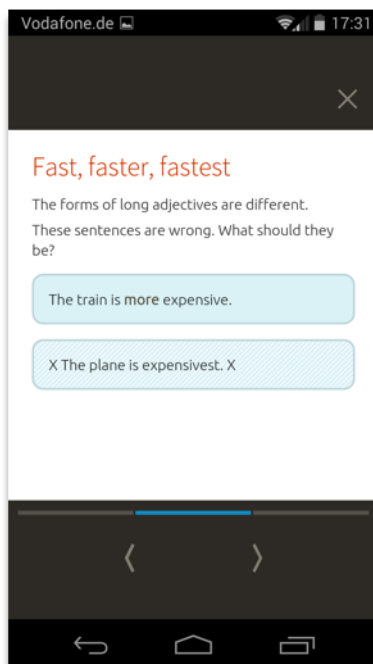 Vodafone.de 17:31
Fast, faster, fastest
The forms of long adjectives are different.
These sentences are wrong. What should they
be?
The train is more expensive.
X The plane is expensivest. X